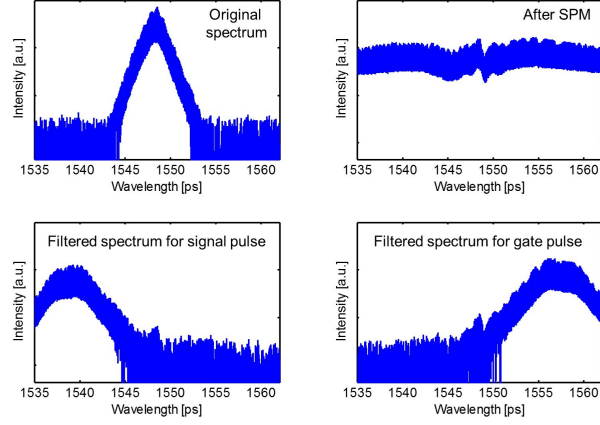 Original
spectrum
Intensity [a.u.]
1535 1540 1545 1550 1555 1560
Wavelength [ps]
After SPM
Intensity [a.u.]
1535 1540 1545 1550 1555 1560
Wavelength [ps]
Filtered spectrum for signal pulse
Intensity [a.u.]
1535 1540 1545 1550 1555 1560
Wavelength [ps]
Filtered spectrum for gate pulse
Intensity [a.u.]
1535 1540 1545 1550 1555 1560
Wavelength [ps]